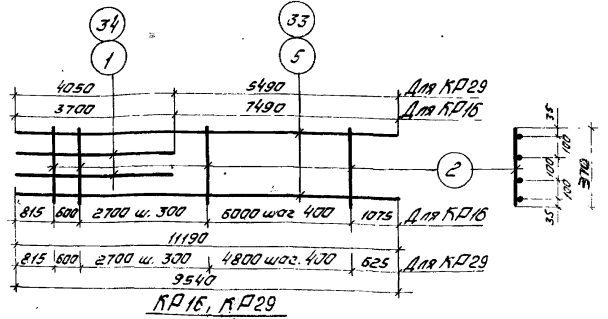 34
33
1
5
4050
5490
Для КР29
3700
7490
Для КР16
35
100
100
100
35
370
2
815
600
2700 ш. 300
6000 шаг 400
1075
Для КР16
11190
815
600
2700 ш. 300
4800 шаг. 400
625
Для КР29
9540
КР16, КР29